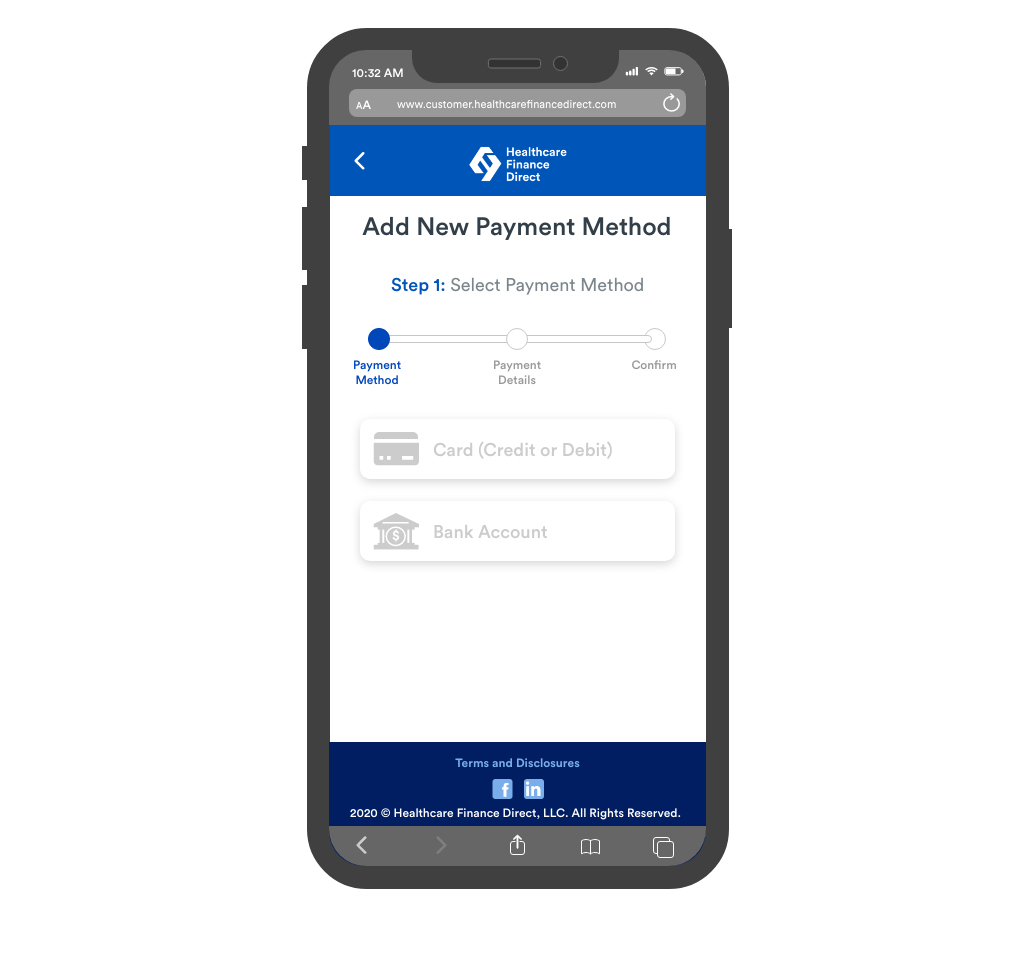 10:32 AM
AA
www.customer.healthcarefinancedirect.com
Healthcare
Finance
Direct
Add New Payment Method
Step 1: Select Payment Method
Payment
Method
Payment
Details
Confirm
Card (Credit or Debit)
$
Bank Account
Terms and Disclosures
f in
2020 © Healthcare Finance Direct, LLC. All Rights Reserved.